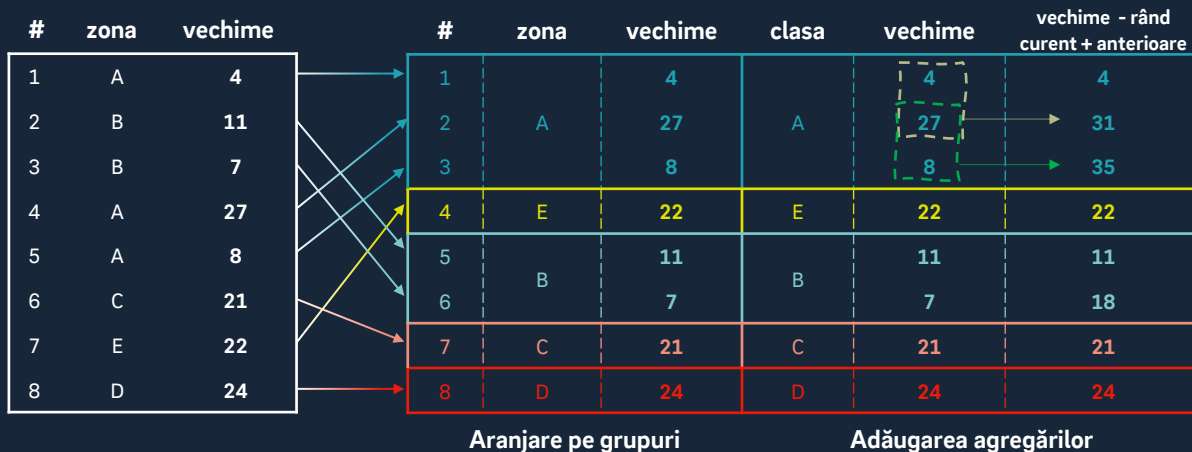 # zona vechime # zona vechime clasa vechime vechime - rând
curent + anterioare
1 A 4 1 4 4 4
2 B 11 2 A 27 A 27 31
3 B 7 3 8 8 35
4 A 27 4 E 22 E 22 22
5 A 8 5 11 11 11
B B
6 C 21 6 7 7 18
7 E 22 7 C 21 C 21 21
8 D 24 8 D 24 D 24 24
Aranjare pe grupuri Adăugarea agregărilor